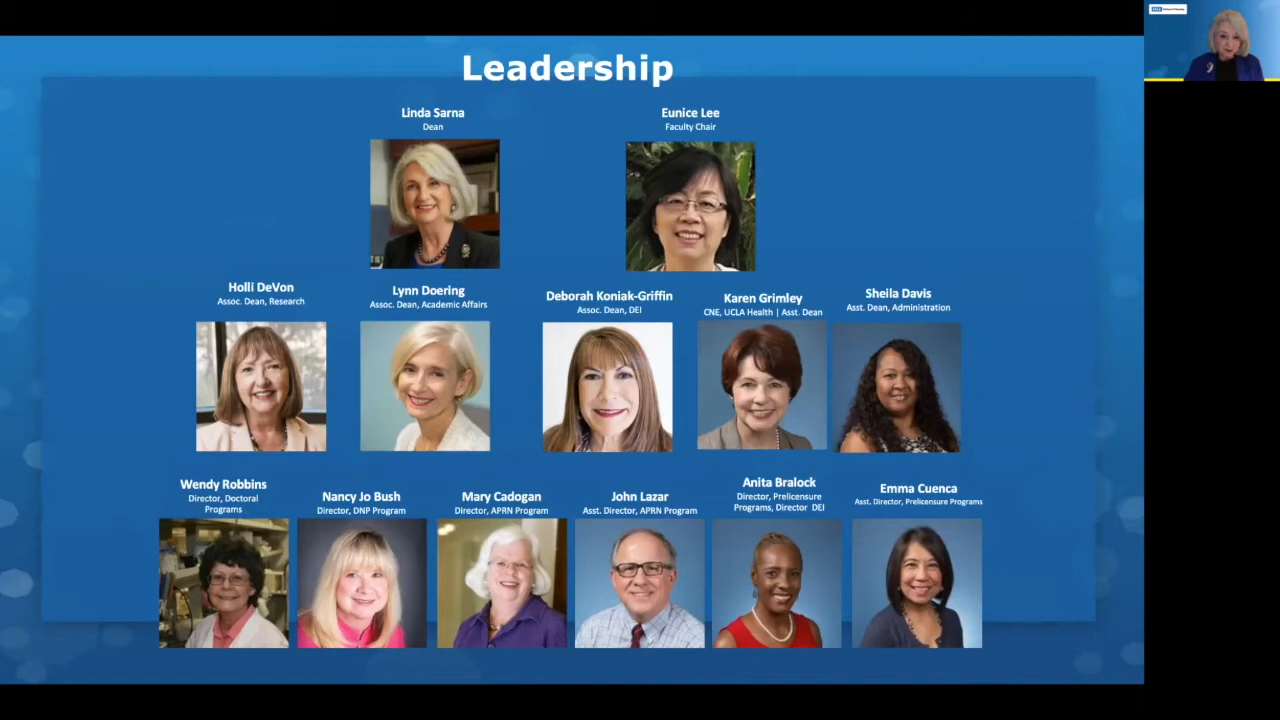 Leadership
Linda Sarna
Dean
Eunice Lee
Faculty Chair
Holli DeVon
Assoc. Dean, Research
Lynn Doering
Assoc. Dean, Academic Affairs
Deborah Koniak-Griffin
Assoc. Dean, DEI
Karen Grimley
CNE, UCLA Health | Asst. Dean
Sheila Davis
Asst. Dean, Administration
Wendy Robbins
Director, Doctoral
Programs
Nancy Jo Bush
Director, DNP Program
Mary Cadogan
Director, APRN Program
John Lazar
Asst. Director, APRN Program
Anita Bralock
Director, Prelicensure
Programs, Director DEI
Emma Cuenca
Asst. Director, Prelicensure Programs